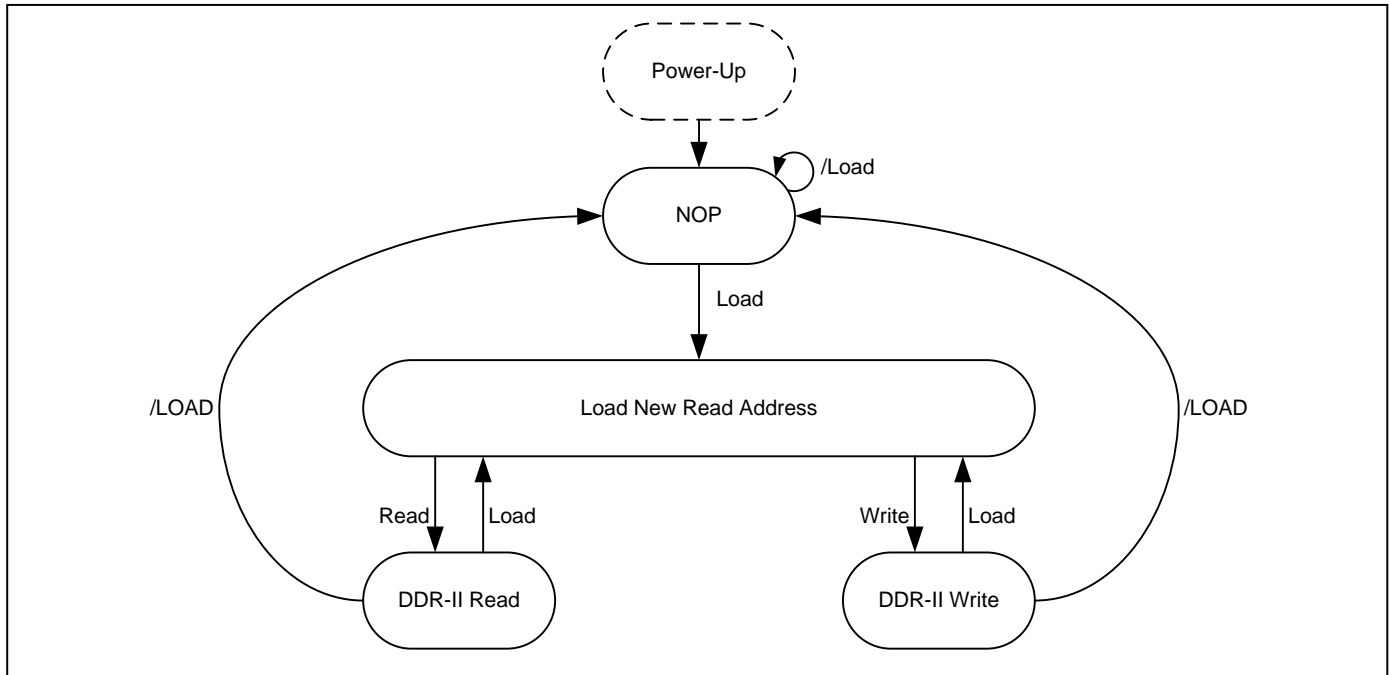 Power-Up
/Load
NOP
Load
/LOAD
Load New Read Address
/LOAD
Read
Load
Write
Load
DDR-II Read
DDR-II Write